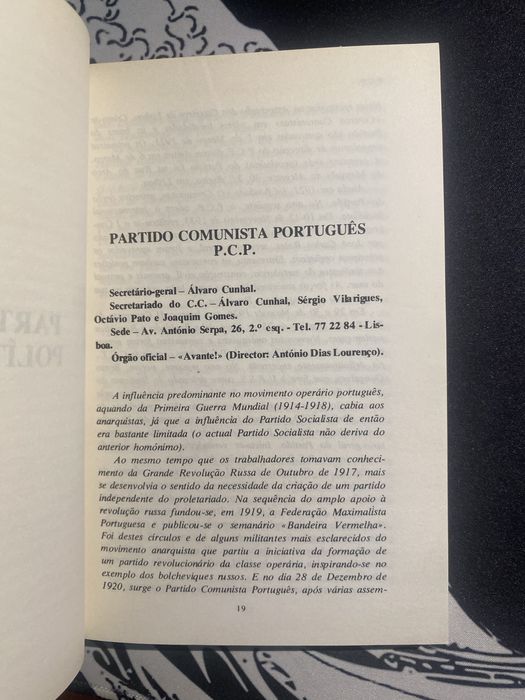 PARTIDO COMUNISTA PORTUGUÊS
P.C.P.
Secretário-geral – Álvaro Cunhal.
Secretariado do C.C. – Álvaro Cunhal, Sérgio Vilarigues,
Octávio Pato e Joaquim Gomes.
Sede – Av. António Serpa, 26, 2.º esq. - Tel. 77 22 84 - Lis-
boa.
Órgão oficial – «Avante!» (Director: António Dias Lourenço).
A influência predominante no movimento operário português,
aquando da Primeira Guerra Mundial (1914-1918), cabia aos
anarquistas, já que a influência do Partido Socialista de então
era bastante limitada (o actual Partido Socialista não deriva do
anterior homónimo).
Ao mesmo tempo que os trabalhadores tomavam conheci-
mento da Grande Revolução Russa de Outubro de 1917, mais
se desenvolvia o sentido da necessidade da criação de um partido
independente do proletariado. Na sequência do amplo apoio à
revolução russa fundou-se, em 1919, a Federação Maximalista
Portuguesa e publicou-se o semanário «Bandeira Vermelha».
Foi destes círculos e de alguns militantes mais esclarecidos do
movimento anarquista que partiu a iniciativa da formação de
um partido revolucionário da classe operária, inspirando-se no
exemplo dos bolcheviques russos. E no dia 28 de Dezembro de
1920, surge o Partido Comunista Português, após várias assem-
19